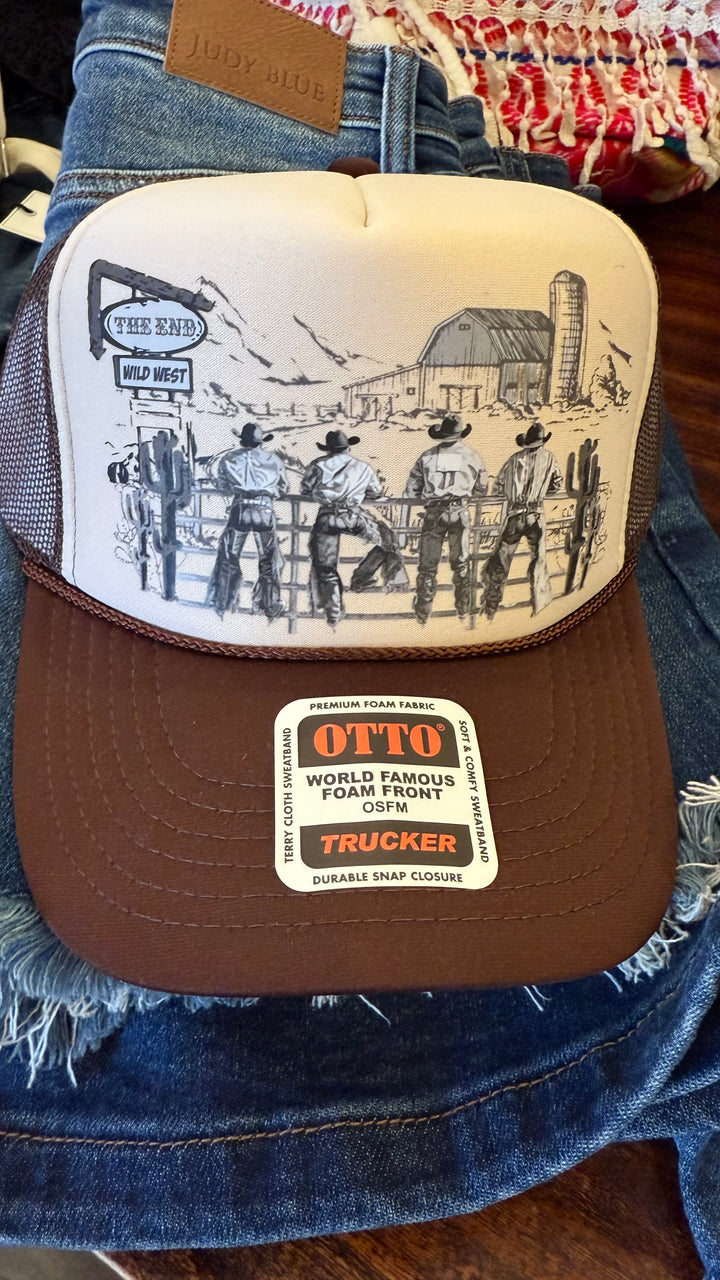 JUDY BLUE
THE END
WILD WEST
PREMIUM FOAM FABRIC
OTTO®
WORLD FAMOUS
FOAM FRONT
OSFM
TRUCKER
DURABLE SNAP CLOSURE
TERRY CLOTH SWEATBAND
SOFT & COMFY SWEATBAND